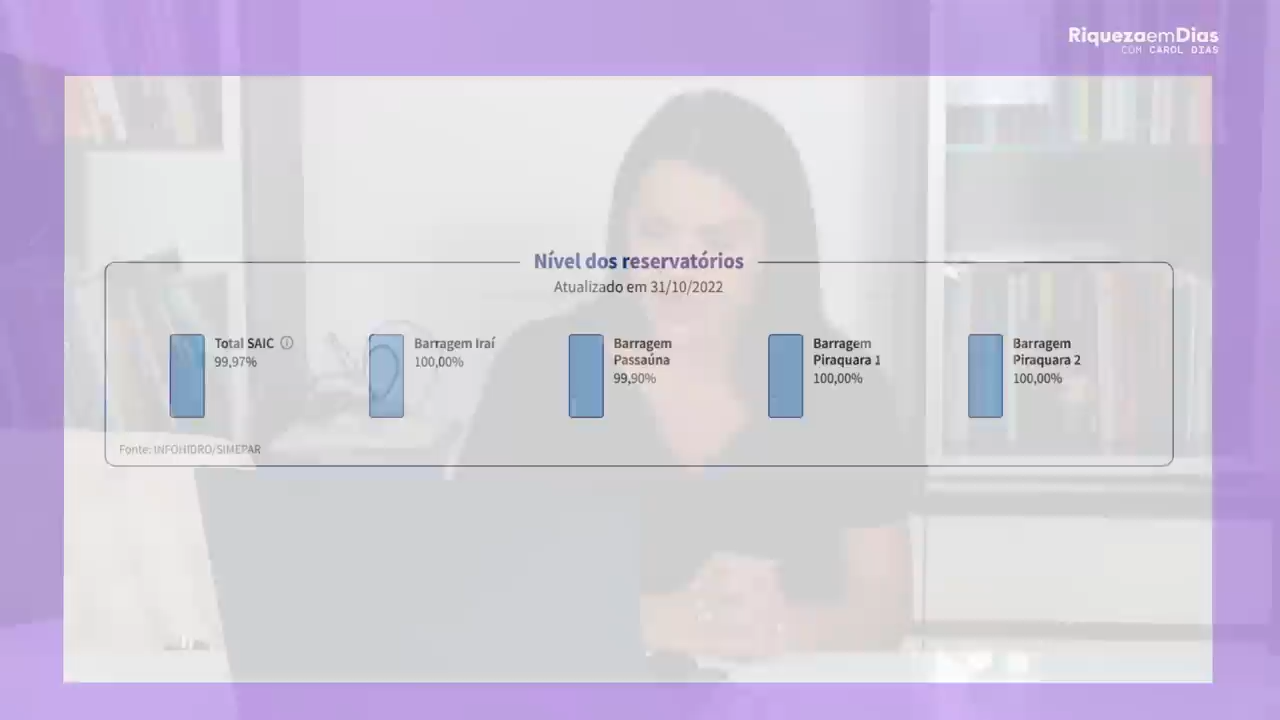 RiquezaemDias
COM CAROL DIAS
Nível dos reservatórios
Atualizado em 31/10/2022
Total SAIC
99,97%
Barragem Iraí
100,00%
Barragem
Passaúna
99,90%
Barragem
Piraquara 1
100,00%
Barragem
Piraquara 2
100,00%
Fonte: INFOHIDRO/SIMEPAR